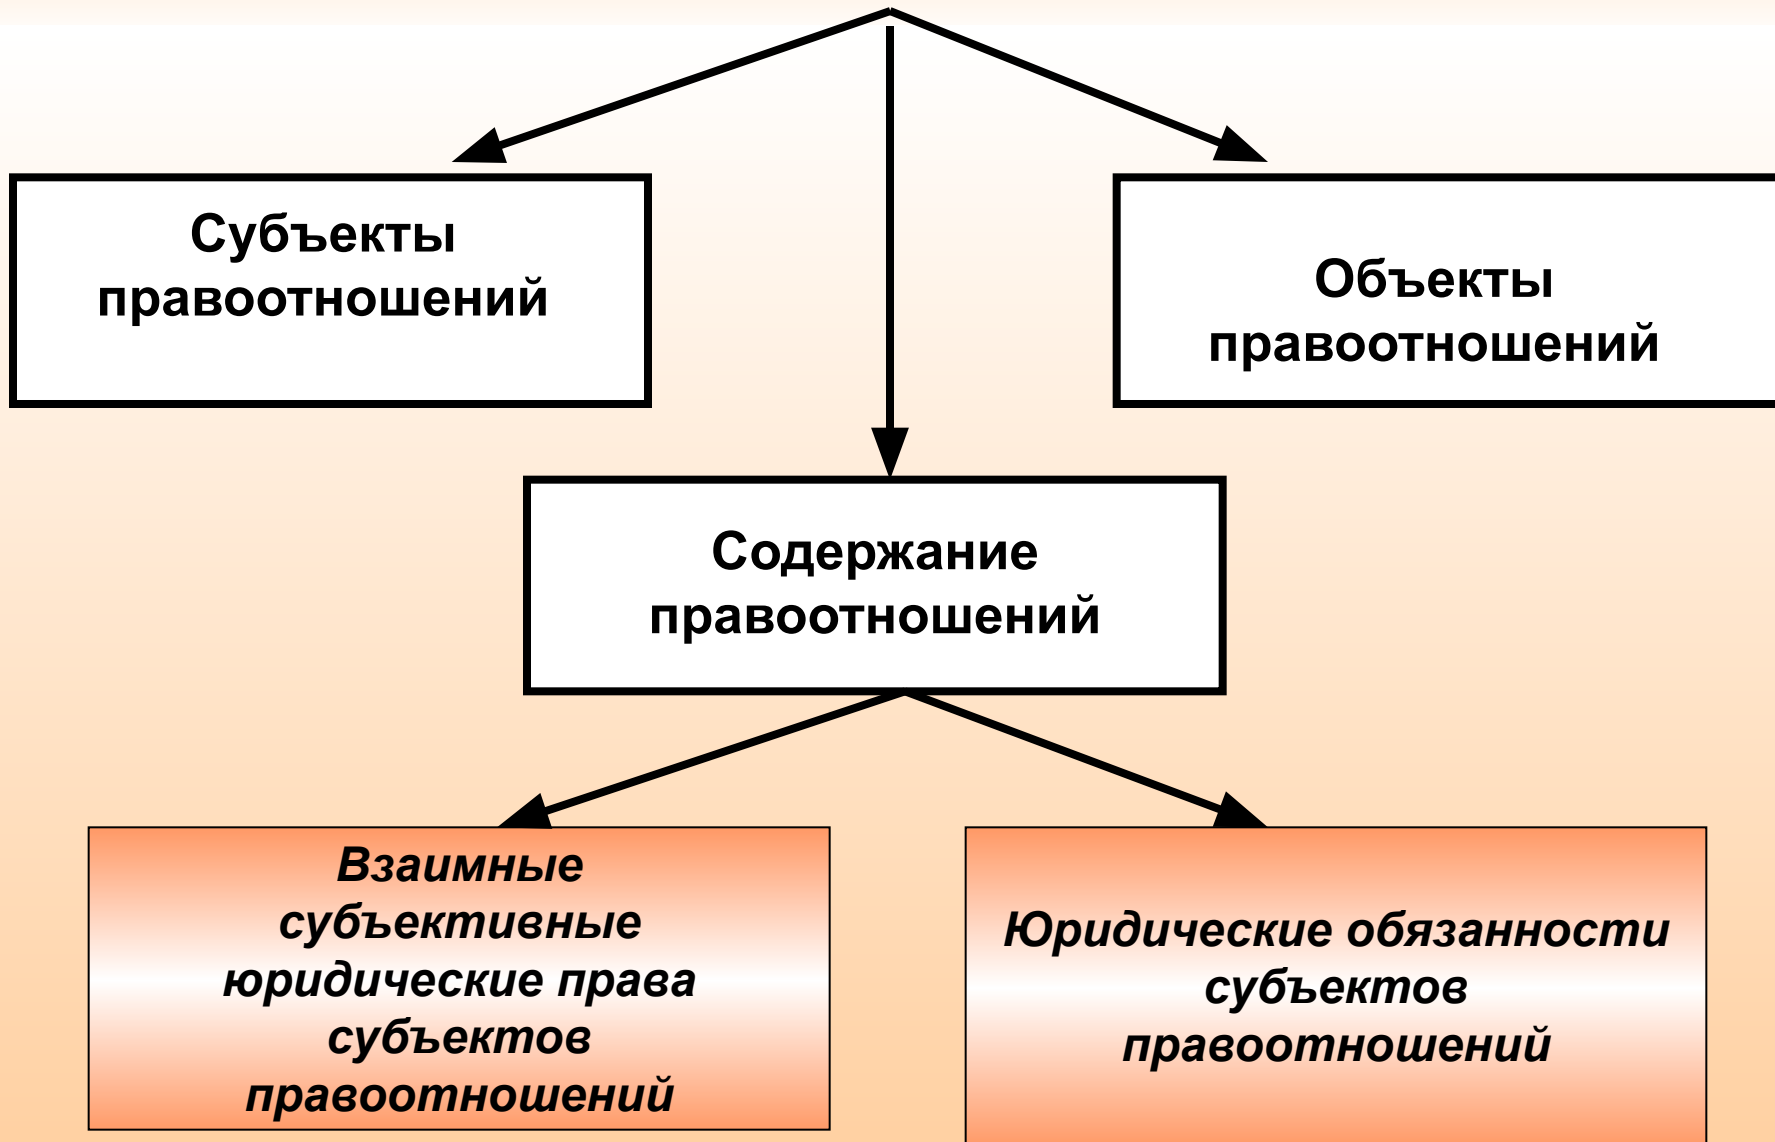 Субъекты
правоотношений
Объекты
правоотношений
Содержание
правоотношений
Взаимные
субъективные
юридические права
субъектов
правоотношений
Юридические обязанности
субъектов
правоотношений